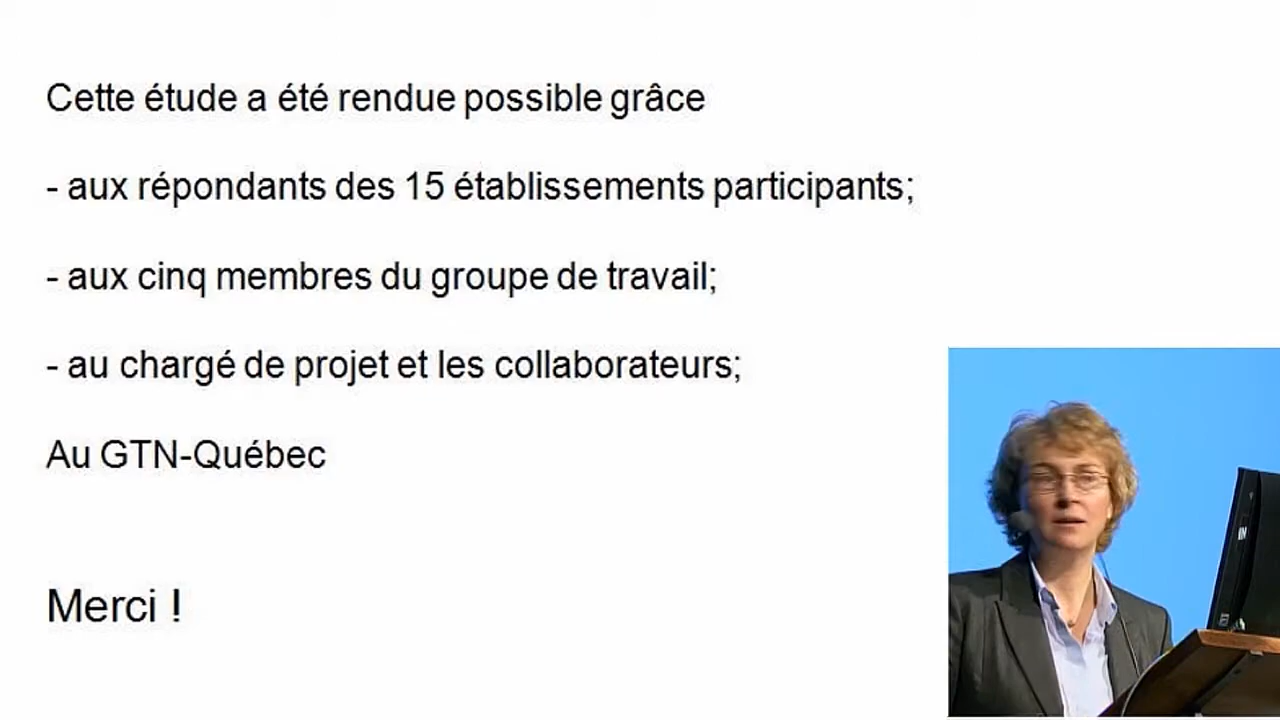 Cette étude a été rendue possible grâce
- aux répondants des 15 établissements participants;
- aux cinq membres du groupe de travail;
- au chargé de projet et les collaborateurs;
Au GTN-Québec
Merci !